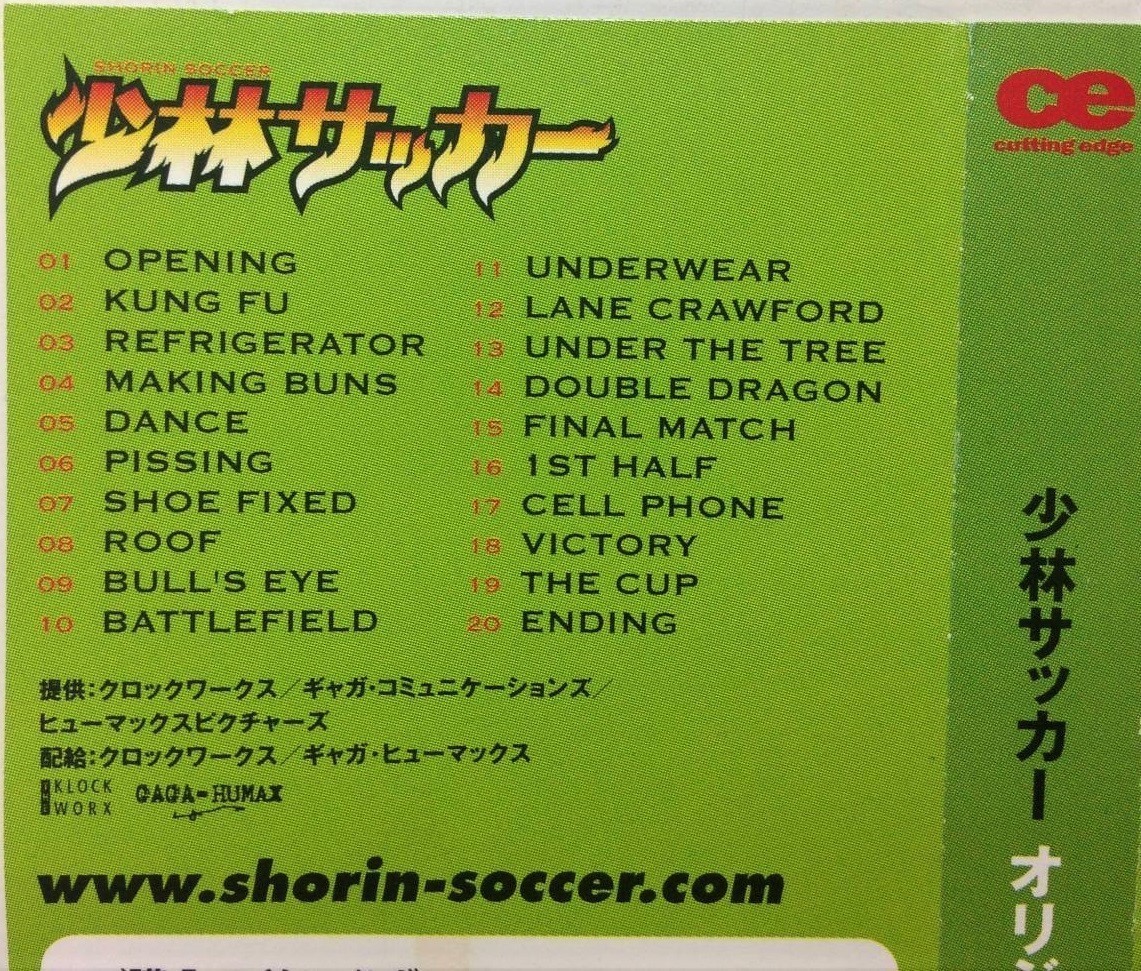 SHORIN SOCCER
少林サッカー
01 OPENING
02 KUNG FU
03 REFRIGERATOR
04 MAKING BUNS
05 DANCE
06 PISSING
07 SHOE FIXED
08 ROOF
09 BULL'S EYE
10 BATTLEFIELD
11 UNDERWEAR
12 LANE CRAWFORD
13 UNDER THE TREE
14 DOUBLE DRAGON
15 FINAL MATCH
16 1ST HALF
17 CELL PHONE
18 VICTORY
19 THE CUP
20 ENDING
提供:クロックワークス/ギャガ・コミュニケーションズ/
ヒューマックスピクチャーズ
配給:クロックワークス/ギャガ・ヒューマックス
THE KLOCK WORX
GAGA-HUMAX
www.shorin-soccer.com
ce
cutting edge
少林サッカー オリジ